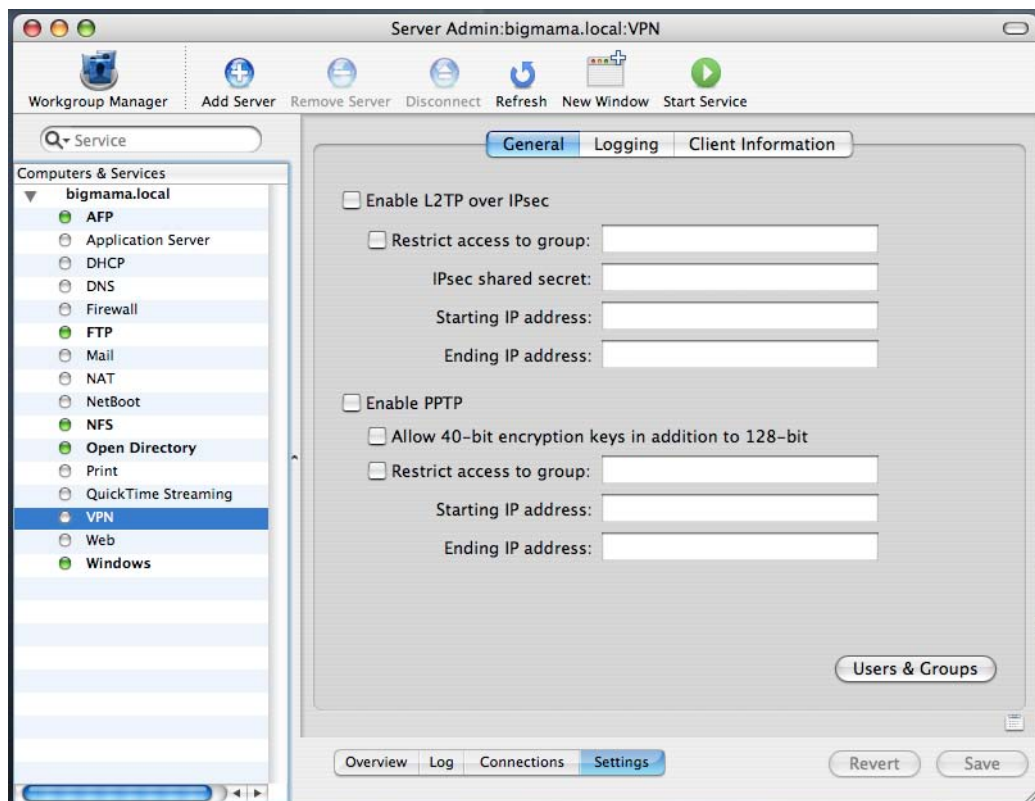 Server Admin:bigmama.local:VPN
Workgroup Manager Add Server Remove Server Disconnect Refresh New Window Start Service
Service
Computers & Services
bigmama.local
AFP
Application Server
DHCP
DNS
Firewall
FTP
Mail
NAT
NetBoot
NFS
Open Directory
Print
QuickTime Streaming
VPN
Web
Windows
General Logging Client Information
Enable L2TP over IPsec
Restrict access to group:
IPsec shared secret:
Starting IP address:
Ending IP address:
Enable PPTP
Allow 40-bit encryption keys in addition to 128-bit
Restrict access to group:
Starting IP address:
Ending IP address:
Users & Groups
Overview Log Connections Settings
Revert Save